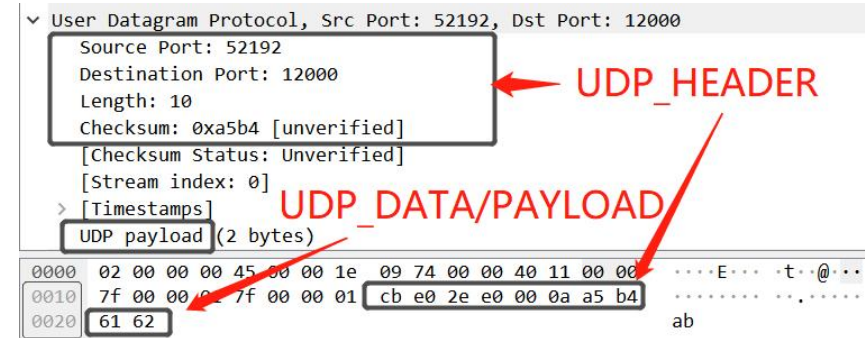 User Datagram Protocol, Src Port: 52192, Dst Port: 12000
Source Port: 52192
Destination Port: 12000
Length: 10
Checksum: 0xa5b4 [unverified]
UDP_HEADER
[Checksum Status: Unverified]
[Stream index: 0]
[Timestamps]
UDP_DATA/PAYLOAD
UDP payload (2 bytes)
0000 02 00 00 00 45 00 00 1e 09 74 00 00 40 11 00 00 ····E··· ·t··@···
0010 7f 00 00 01 7f 00 00 01 cb e0 2e e0 00 0a a5 b4 ········ ··.·····
0020 61 62 ab